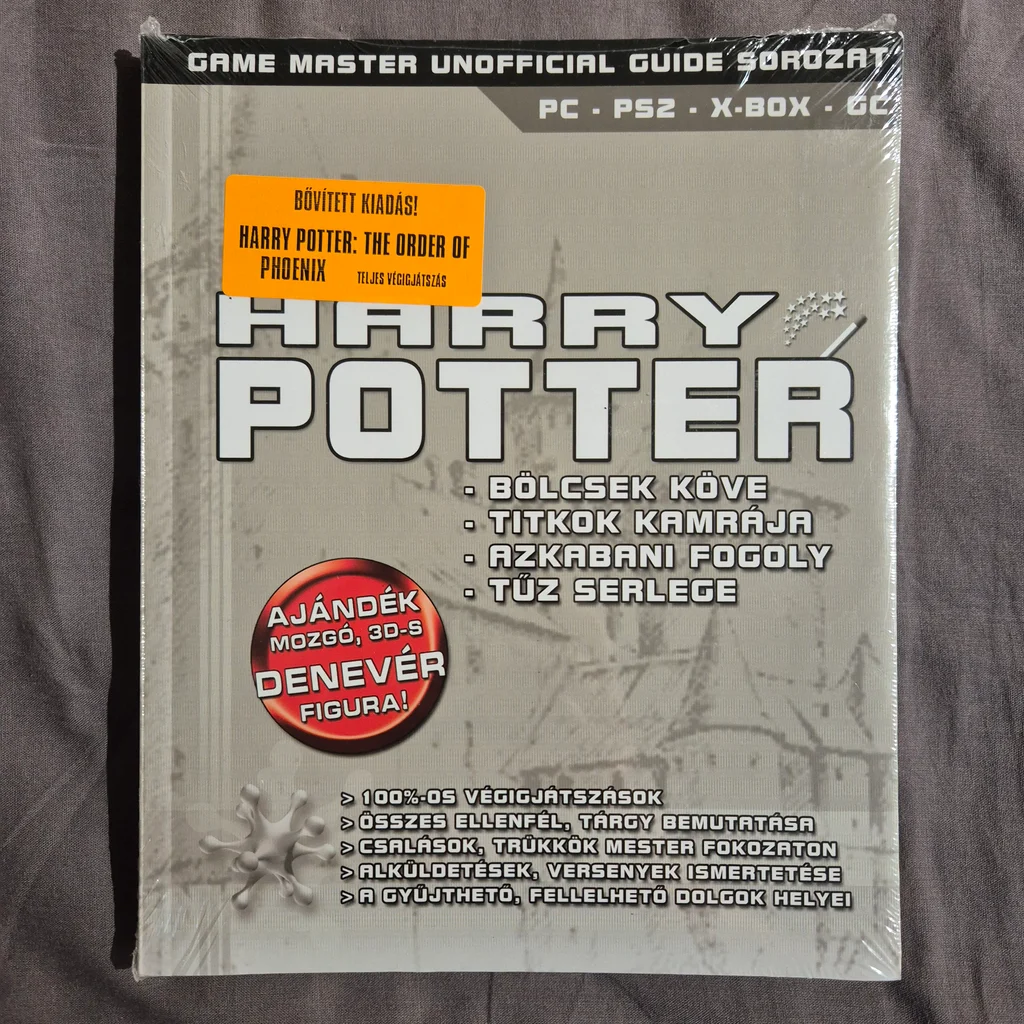 GAME MASTER UNOFFICIAL GUIDE SOROZAT
PC - PS2 - X-BOX - GC
BŐVÍTETT KIADÁS!
HARRY POTTER: THE ORDER OF
PHOENIX TELJES VÉGIGJÁTSZÁS
HARRY
POTTER
- BÖLCSEK KÖVE
- TITKOK KAMRÁJA
- AZKABANI FOGOLY
- TŰZ SERLEGE
AJÁNDÉK
MOZGÓ, 3D-S
DENEVÉR
FIGURA!
> 100%-OS VÉGIGJÁTSZÁSOK
> ÖSSZES ELLENFÉL, TÁRGY BEMUTATÁSA
> CSALÁSOK, TRÜKKÖK MESTER FOKOZATON
> ALKÜLDETÉSEK, VERSENYEK ISMERTETÉSE
> A GYŰJTHETŐ, FELLELHETŐ DOLGOK HELYEI